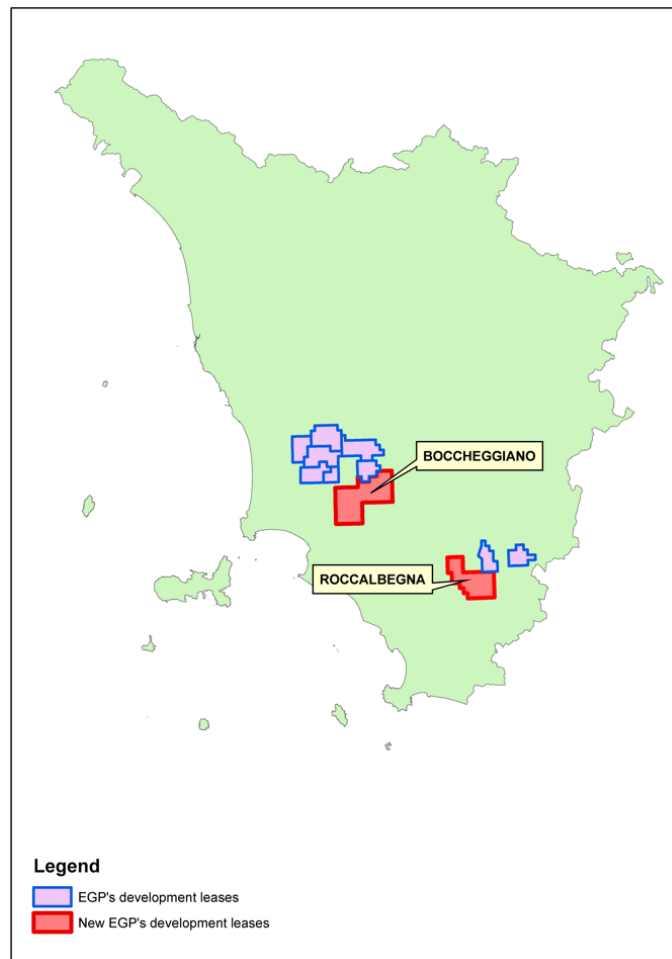 BOCCHEGGIANO
ROCCALBEGNA
Legend
EGP's development leases
New EGP's development leases